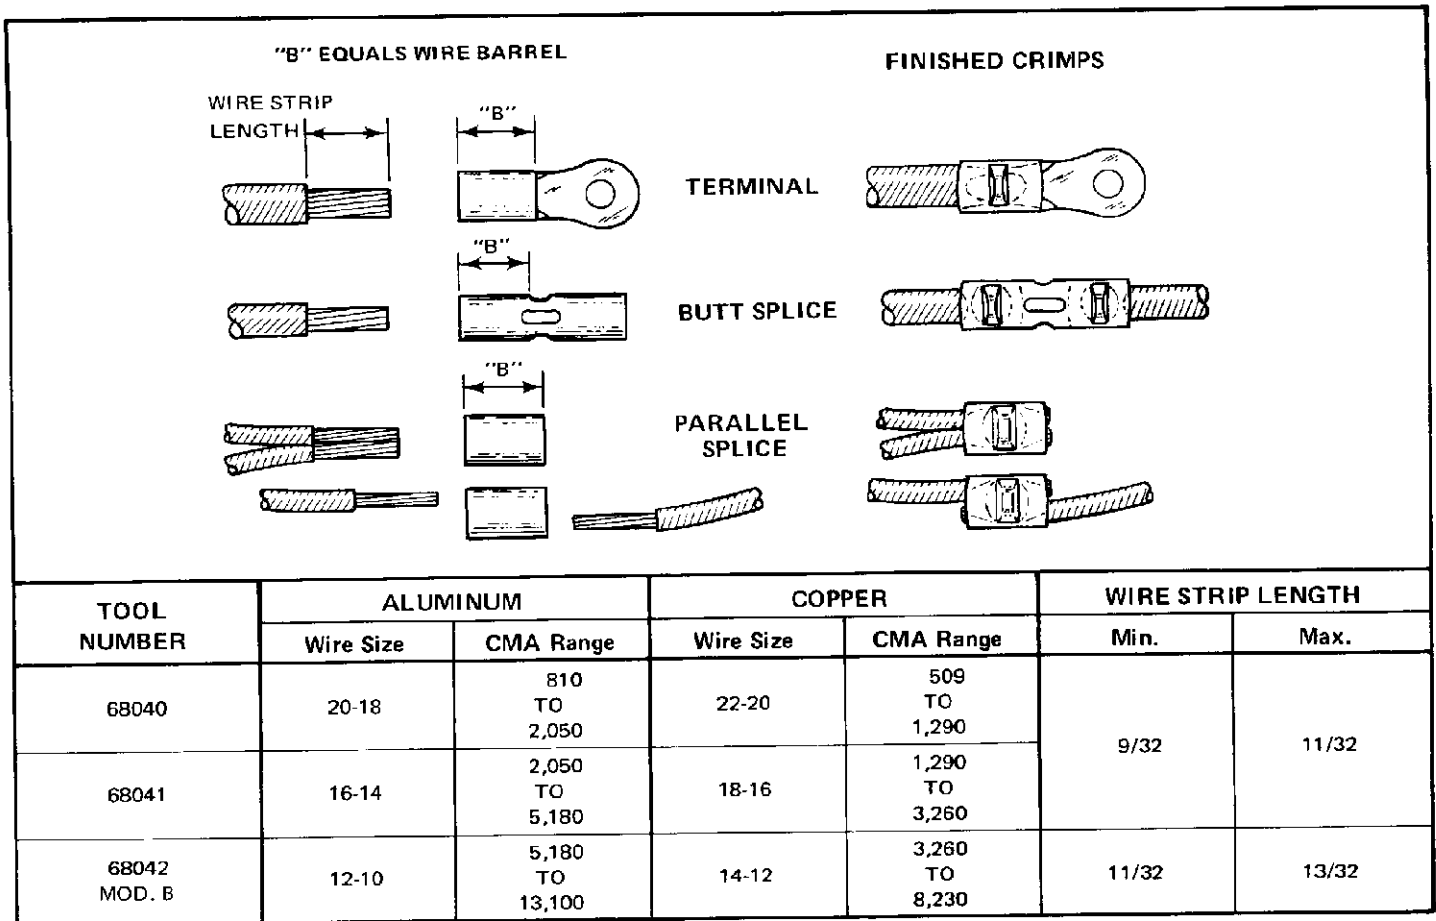 "B" EQUALS WIRE BARREL
FINISHED CRIMPS
WIRE STRIP
LENGTH
"B"
TERMINAL
"B"
BUTT SPLICE
"B"
PARALLEL
SPLICE
TOOL
NUMBER
ALUMINUM
COPPER
WIRE STRIP LENGTH
Wire Size
CMA Range
Wire Size
CMA Range
Min.
Max.
68040
20-18
810
TO
2,050
22-20
509
TO
1,290
9/32
11/32
68041
16-14
2,050
TO
5,180
18-16
1,290
TO
3,260
68042
MOD. B
12-10
5,180
TO
13,100
14-12
3,260
TO
8,230
11/32
13/32